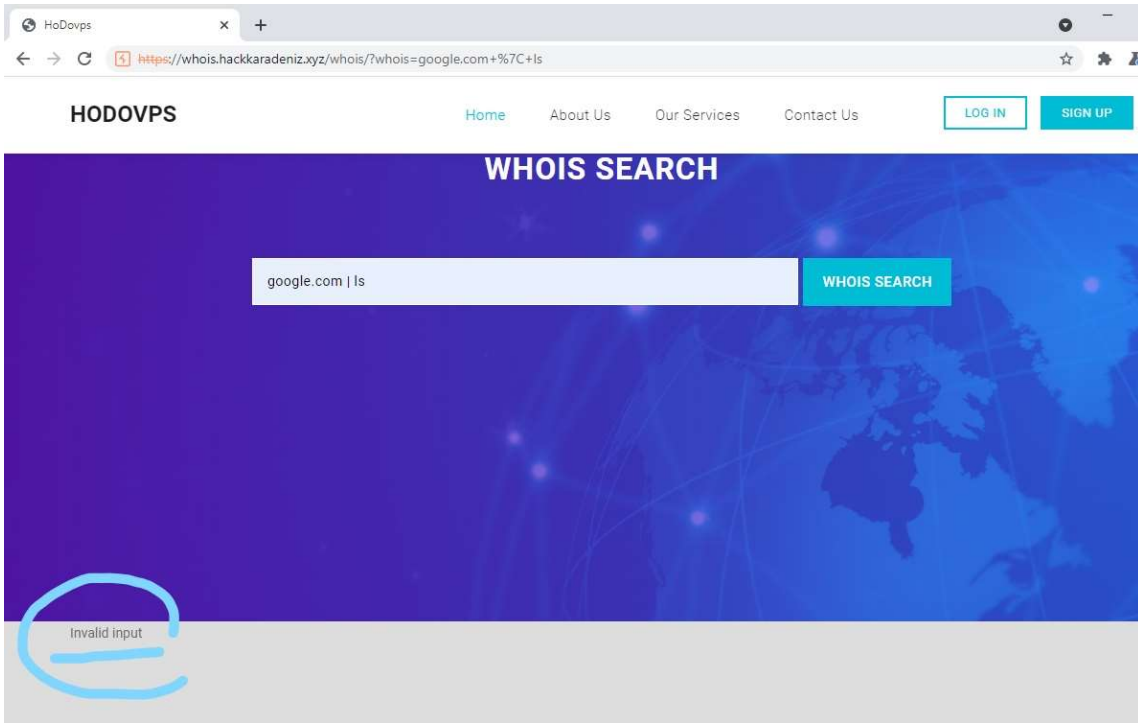 HoDovps
https://whois.hackkaradeniz.xyz/whois/?whois=google.com+%7C+ls
HODOVPS Home About Us Our Services Contact Us LOG IN SIGN UP
WHOIS SEARCH
google.com | ls WHOIS SEARCH
Invalid input